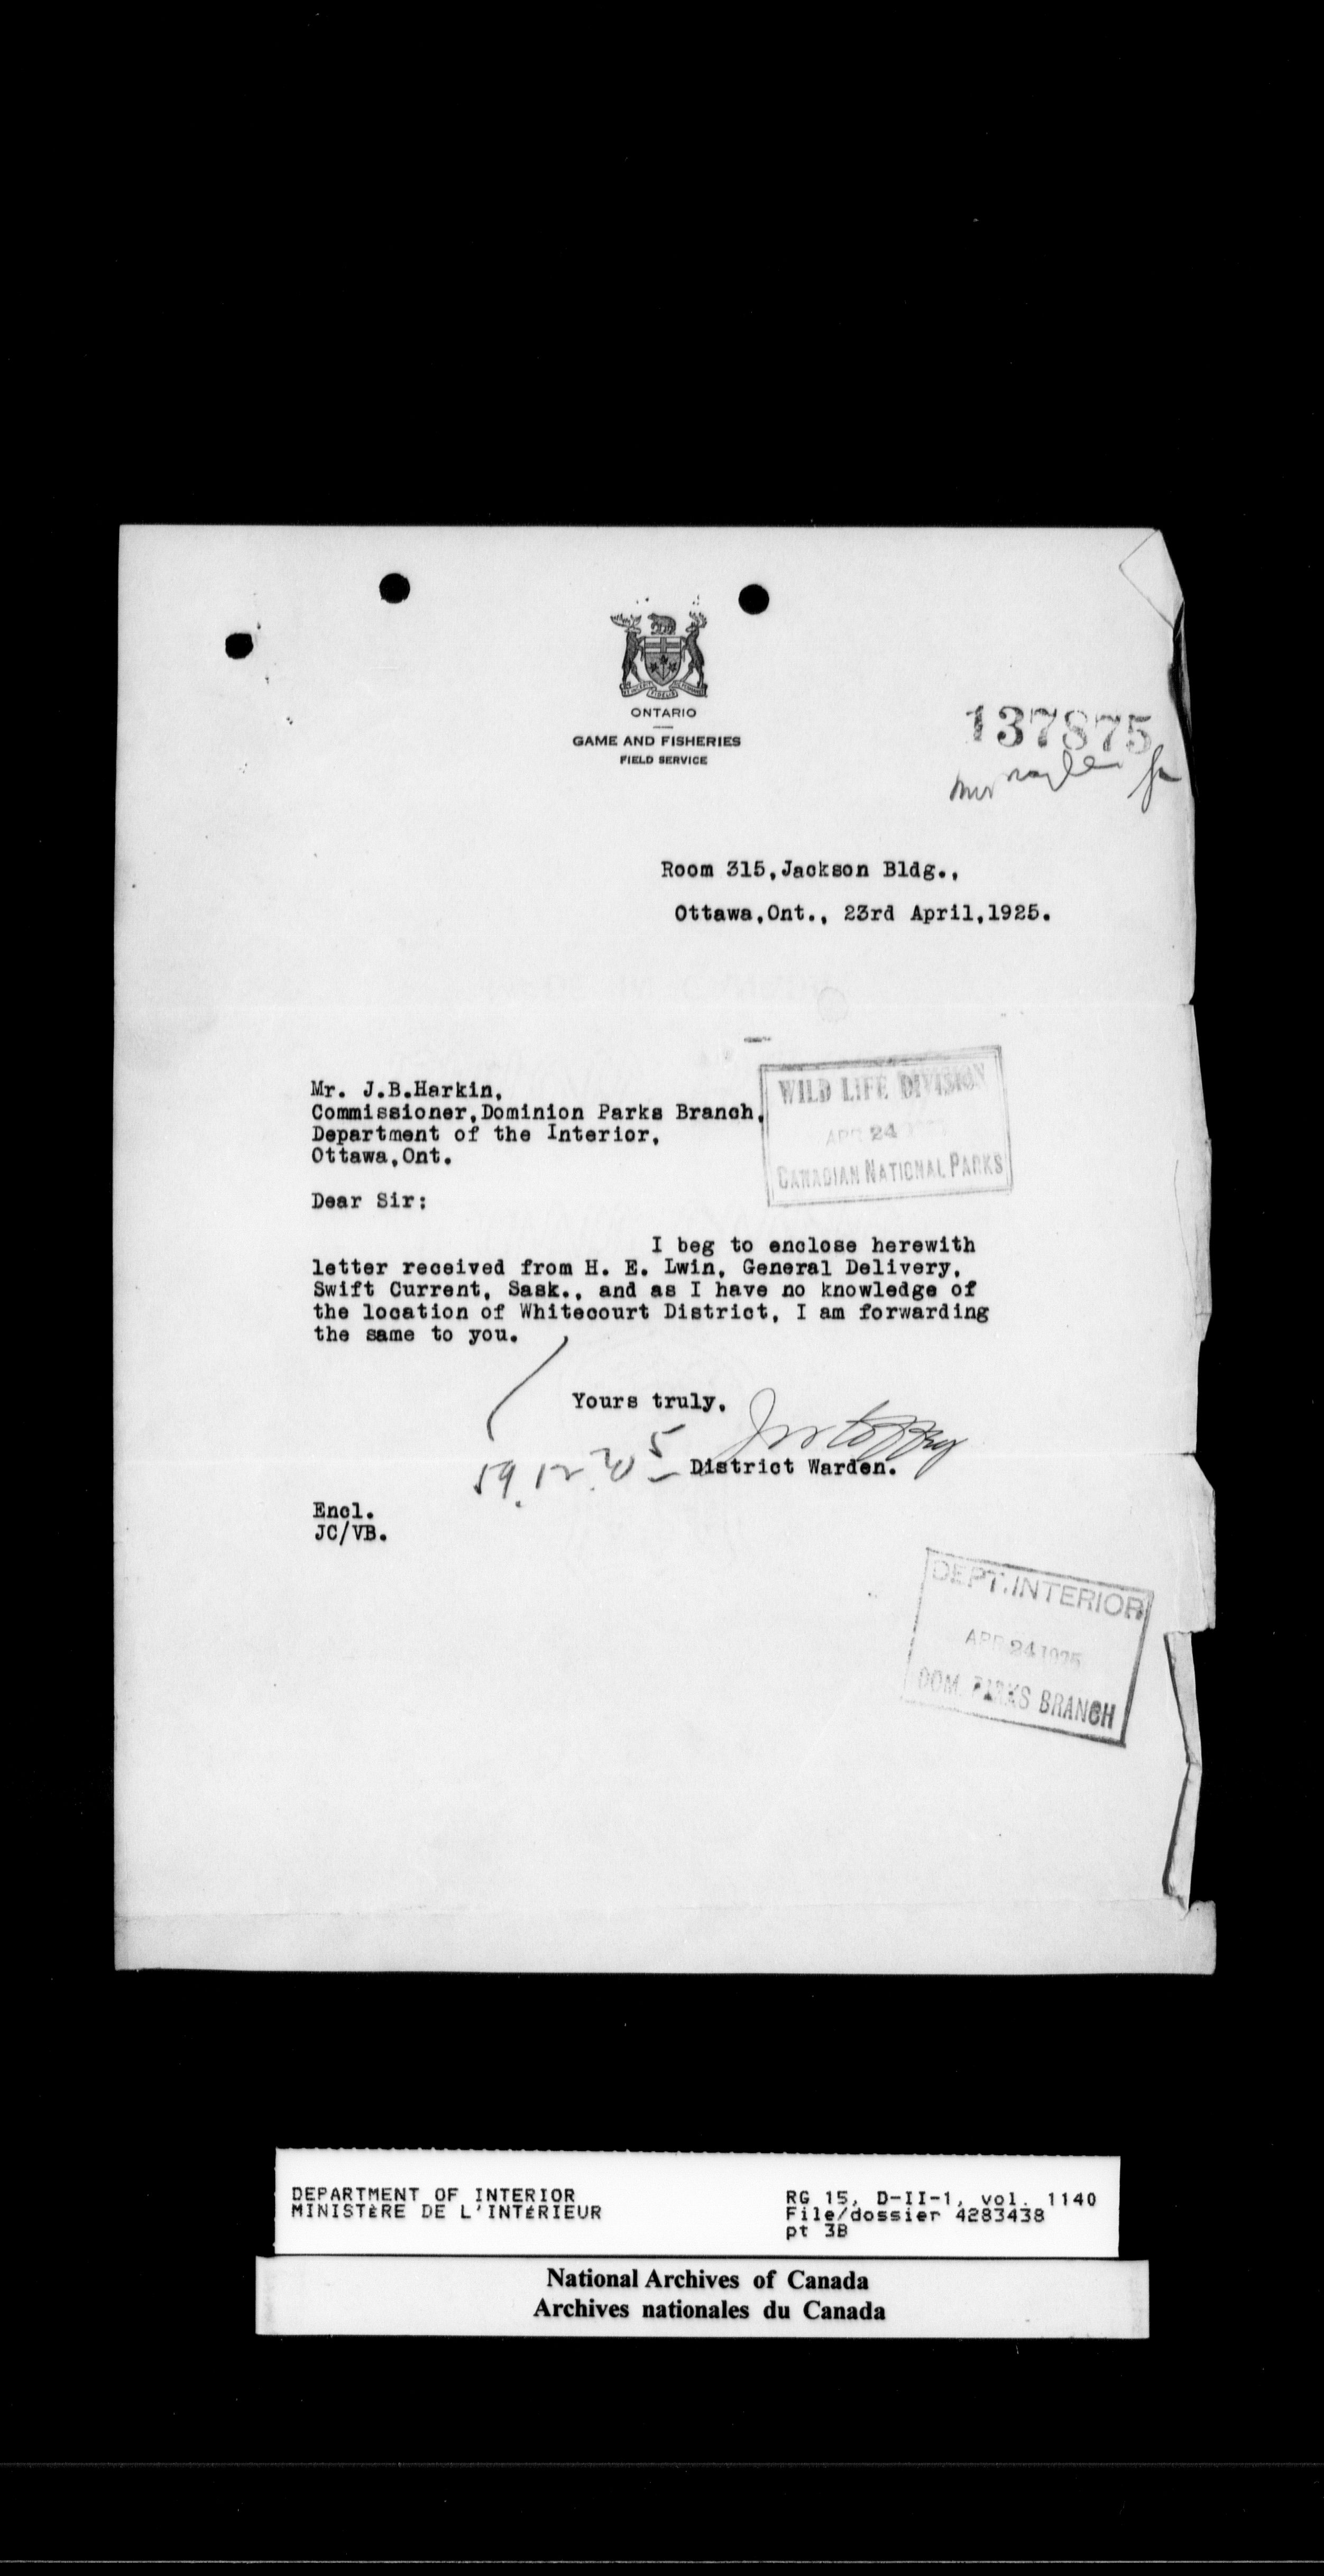 ONTARIO
GAME AND FISHERIES
FIELD SERVICE
137875
Room 315,Jackson Bldg.,
Ottawa,Ont., 23rd April,1925.
WILD LIFE DIVISION
APR 24
CANADIAN NATIONAL PARKS
Mr. J.B.Harkin,
Commissioner,Dominion Parks Branch,
Department of the Interior,
Ottawa,Ont.
Dear Sir:
I beg to enclose herewith
letter received from H. E. Lwin, General Delivery,
Swift Current, Sask., and as I have no knowledge of
the location of Whitecourt District, I am forwarding
the same to you.
Yours truly,
District Warden.
Encl.
JC/VB.
DEPT. INTERIOR
APR 24 1925
DOM. PARKS BRANCH
DEPARTMENT OF INTERIOR
MINISTÈRE DE L'INTÉRIEUR
RG 15, D-II-1, vol. 1140
File/dossier 4283438
pt 3B
National Archives of Canada
Archives nationales du Canada